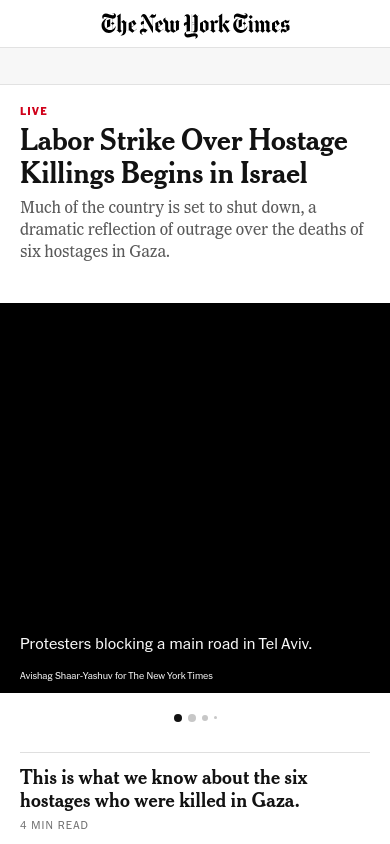 The New York Times
LIVE
Labor Strike Over Hostage
Killings Begins in Israel
Much of the country is set to shut down, a
dramatic reflection of outrage over the deaths of
six hostages in Gaza.
Protesters blocking a main road in Tel Aviv.
Avishag Shaar-Yashuv for The New York Times
This is what we know about the six
hostages who were killed in Gaza.
4 MIN READ